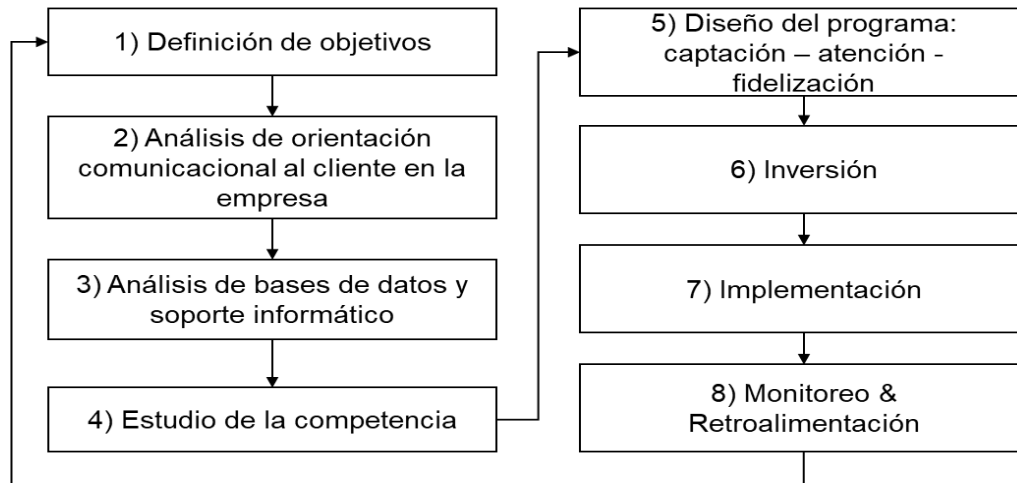 1) Definición de objetivos
2) Análisis de orientación
comunicacional al cliente en la
empresa
3) Análisis de bases de datos y
soporte informático
4) Estudio de la competencia
5) Diseño del programa:
captación – atención -
fidelización
6) Inversión
7) Implementación
8) Monitoreo &
Retroalimentación